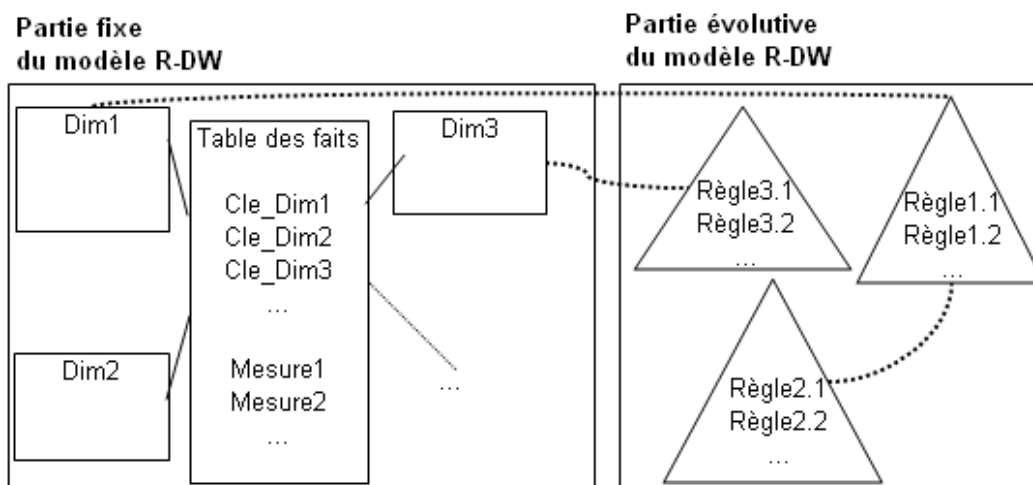 Partie fixe
du modèle R-DW
Partie évolutive
du modèle R-DW
Dim1
Table des faits
Cle_Dim1
Cle_Dim2
Cle_Dim3
...
Mesure1
Mesure2
...
Dim3
Dim2
...
Règle3.1
Règle3.2
...
Règle1.1
Règle1.2
...
Règle2.1
Règle2.2
...